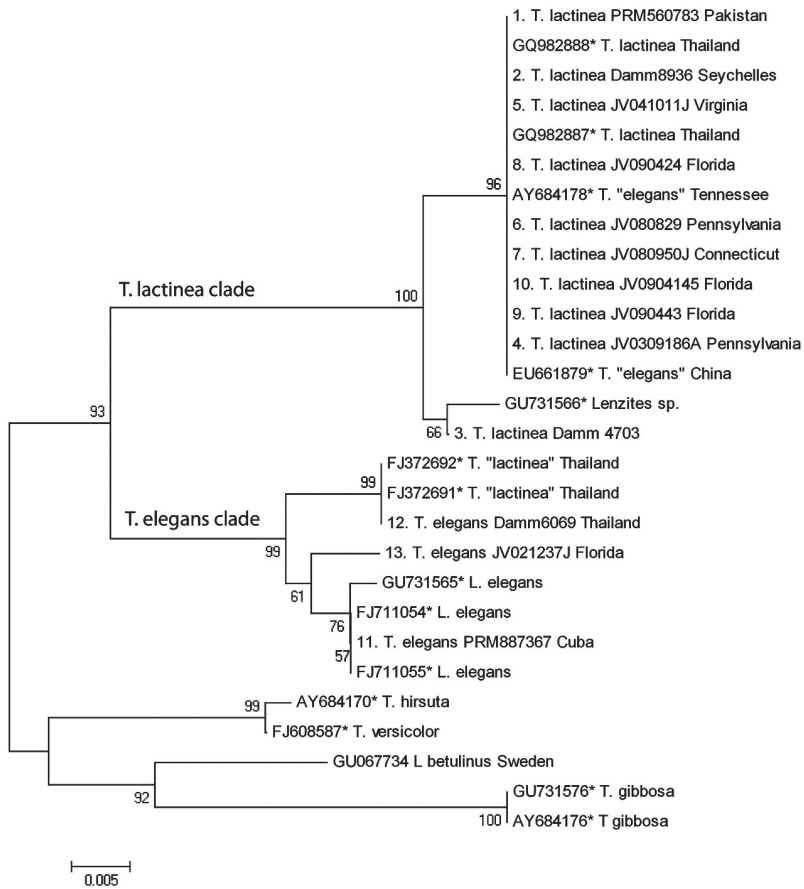 1. T. lactinea PRM560783 Pakistan
GQ982888* T. lactinea Thailand
2. T. lactinea Damm8936 Seychelles
5. T. lactinea JV041011J Virginia
GQ982887* T. lactinea Thailand
8. T. lactinea JV090424 Florida
96
AY684178* T. "elegans" Tennessee
6. T. lactinea JV080829 Pennsylvania
7. T. lactinea JV080950J Connecticut
10. T. lactinea JV0904145 Florida
T. lactinea clade
100
9. T. lactinea JV090443 Florida
4. T. lactinea JV0309186A Pennsylvania
EU661879* T. "elegans" China
GU731566* Lenzites sp.
93
66
3. T. lactinea Damm 4703
FJ372692* T. "lactinea" Thailand
99
FJ372691* T. "lactinea" Thailand
T. elegans clade
12. T. elegans Damm6069 Thailand
99
13. T. elegans JV021237J Florida
GU731565* L. elegans
61
FJ711054* L. elegans
76
11. T. elegans PRM887367 Cuba
57
FJ711055* L. elegans
99
AY684170* T. hirsuta
FJ608587* T. versicolor
GU067734 L betulinus Sweden
92
GU731576* T. gibbosa
100
AY684176* T gibbosa
0.005